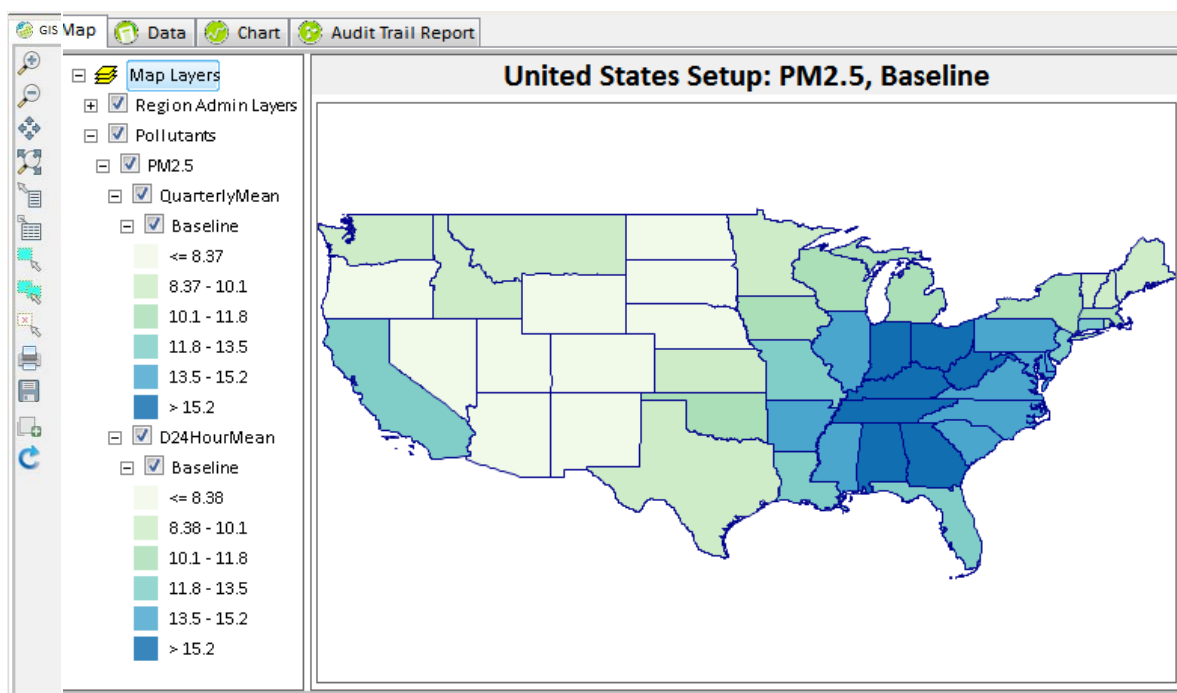 GIS Map Data Chart Audit Trail Report
Map Layers
Region Admin Layers
Pollutants
PM2.5
QuarterlyMean
Baseline
<= 8.37
8.37 - 10.1
10.1 - 11.8
11.8 - 13.5
13.5 - 15.2
> 15.2
D24HourMean
Baseline
<= 8.38
8.38 - 10.1
10.1 - 11.8
11.8 - 13.5
13.5 - 15.2
> 15.2
United States Setup: PM2.5, Baseline